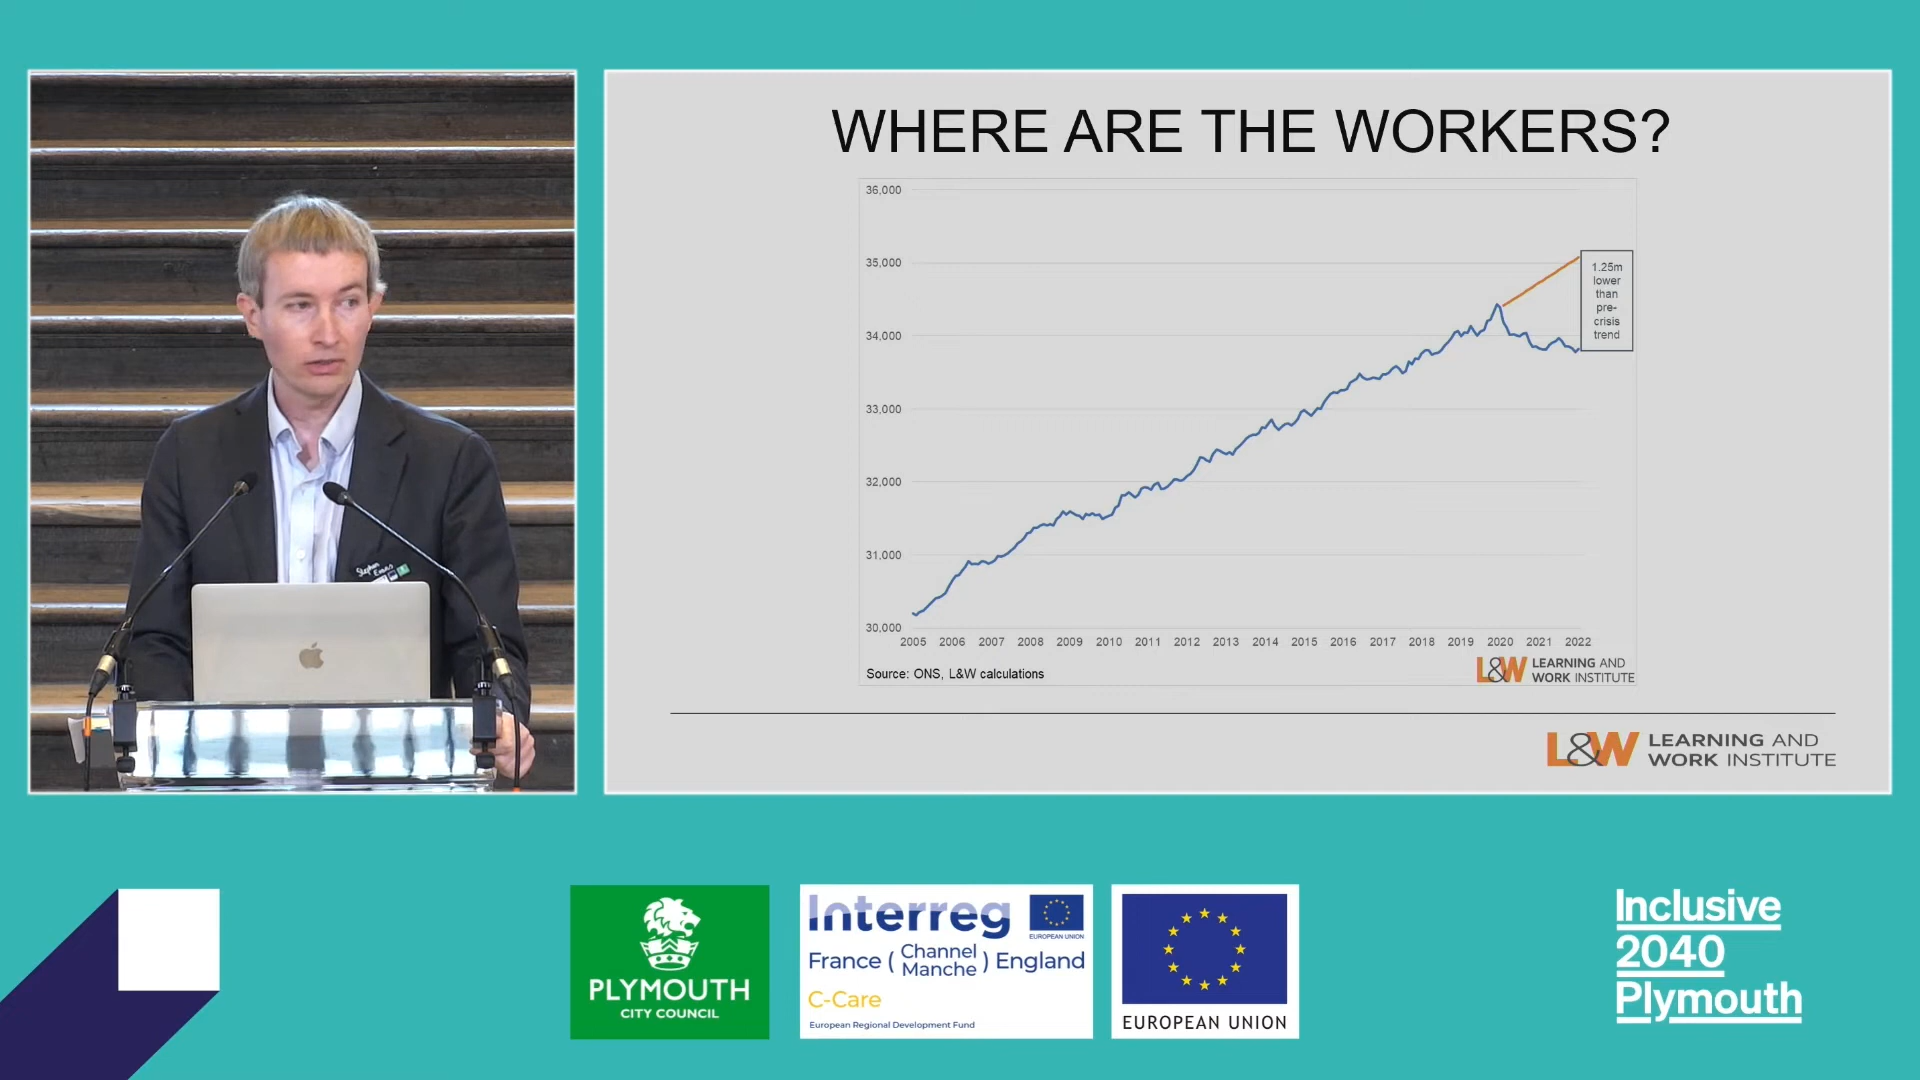 WHERE ARE THE WORKERS?
36,000
35,000
34,000
33,000
32,000
31,000
30,000
1.25m
lower
than
pre-
crisis
trend
2005 2006 2007 2008 2009 2010 2011 2012 2013 2014 2015 2016 2017 2018 2019 2020 2021 2022
Source: ONS, L&W calculations
L&W LEARNING AND
WORK INSTITUTE
L&W LEARNING AND
WORK INSTITUTE
Stephen
Evans
PLYMOUTH
CITY COUNCIL
Interreg
EUROPEAN UNION
France ( Channel
Manche ) England
C-Care
European Regional Development Fund
EUROPEAN UNION
Inclusive
2040
Plymouth